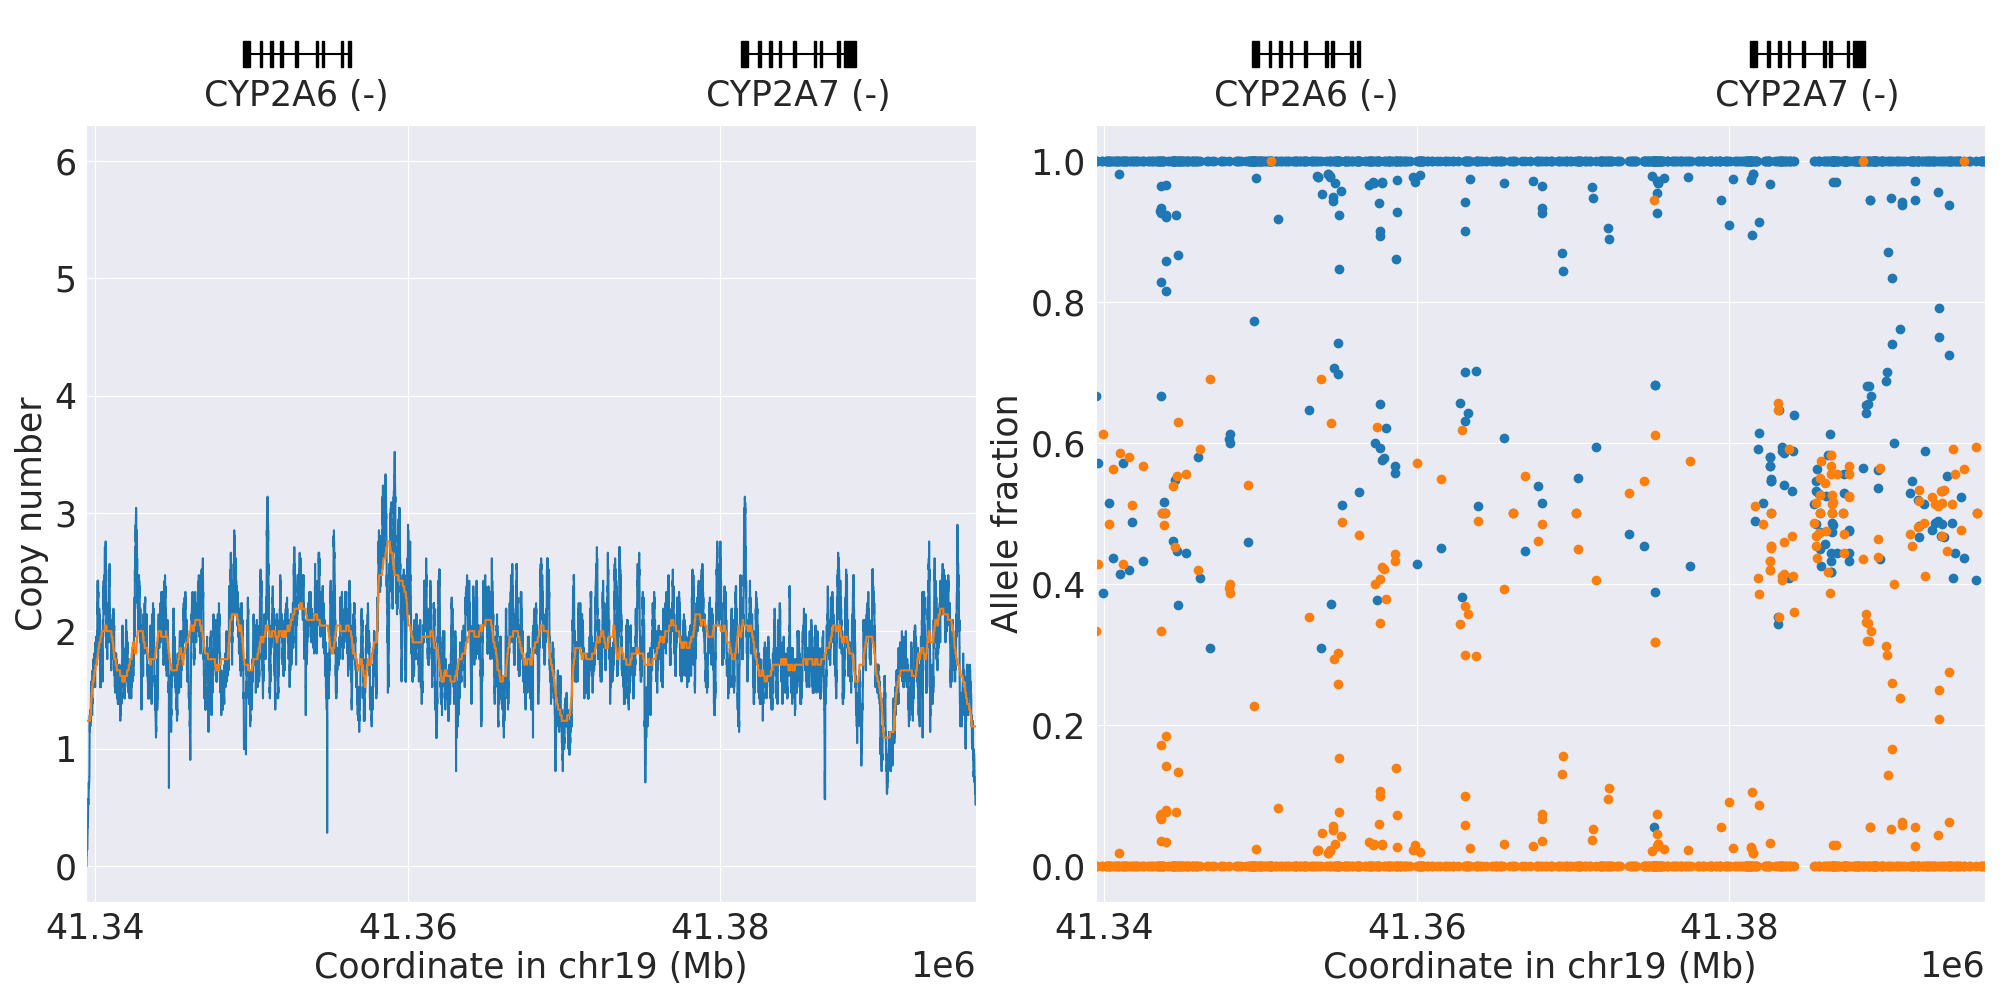 CYP2A6 (-) CYP2A7 (-)
6
5
4
3
2
1
0
Copy number
41.34 41.36 41.38
Coordinate in chr19 (Mb) 1e6
CYP2A6 (-) CYP2A7 (-)
1.0
0.8
0.6
0.4
0.2
0.0
Allele fraction
41.34 41.36 41.38
Coordinate in chr19 (Mb) 1e6